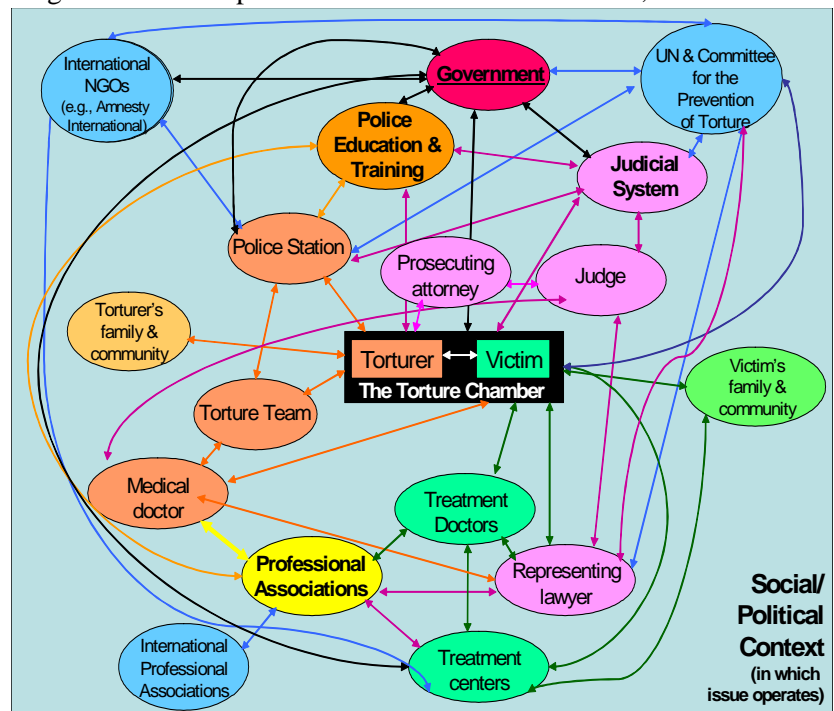 International
NGOs
(e.g., Amnesty
International)
Government
UN & Committee
for the
Prevention
of Torture
Police
Education &
Training
Judicial
System
Police Station
Prosecuting
attorney
Judge
Torturer's
family &
community
Torturer
Victim
The Torture Chamber
Victim's
family &
community
Torture Team
Medical
doctor
Treatment
Doctors
Professional
Associations
Representing
lawyer
International
Professional
Associations
Treatment
centers
Social/
Political
Context
(in which
issue operates)